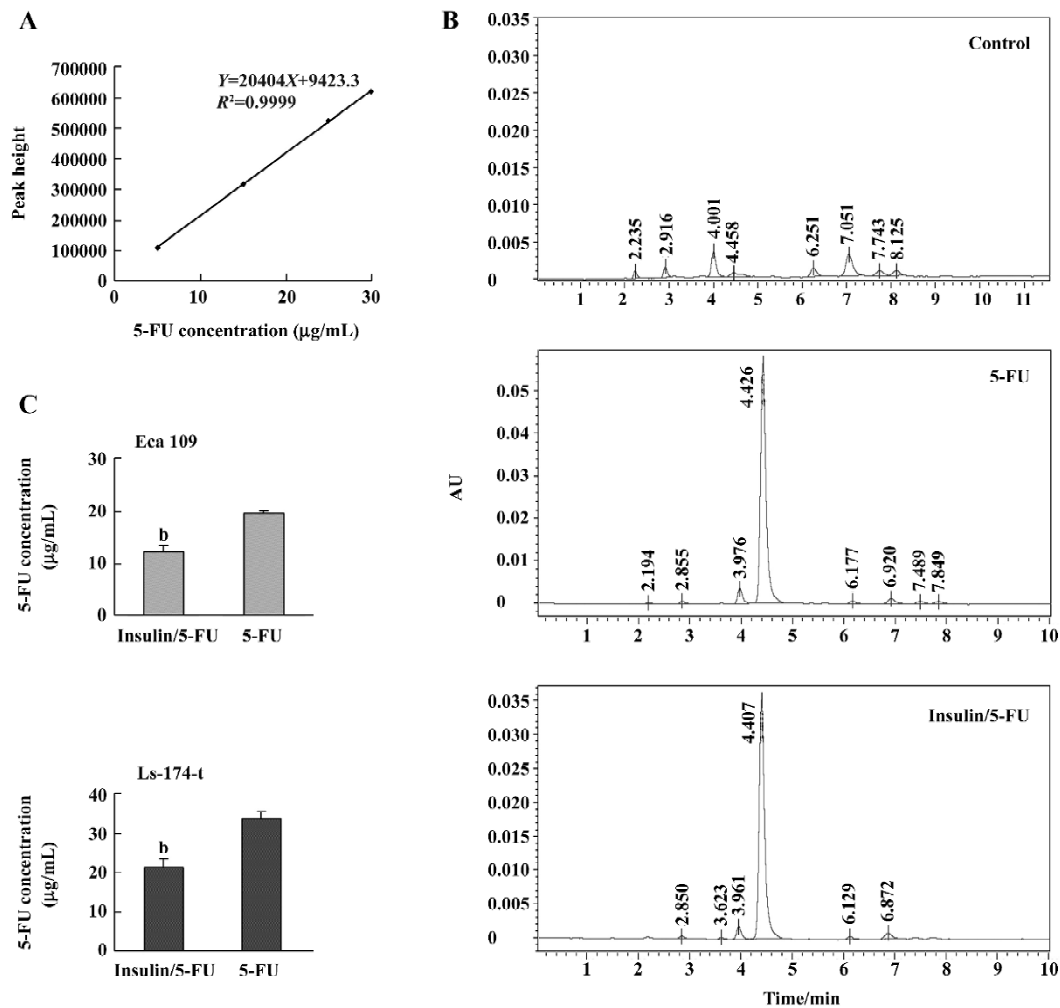 A
700000
600000
500000
400000
300000
200000
100000
0
Peak height
Y=20404X+9423.3
R²=0.9999
0 10 20 30
5-FU concentration (μg/mL)
B
Control
0.035
0.030
0.025
0.020
0.015
0.010
0.005
0
2.235
2.916
4.001
4.458
6.251
7.051
7.743
8.125
1 2 3 4 5 6 7 8 9 10 11
AU
5-FU
0.05
0.04
0.03
0.02
0.01
0
2.194
2.855
3.976
4.426
6.177
6.920
7.489
7.849
1 2 3 4 5 6 7 8 9 10
Insulin/5-FU
0.035
0.030
0.025
0.020
0.015
0.010
0.005
0
2.850
3.623
3.961
4.407
6.129
6.872
1 2 3 4 5 6 7 8 9 10
Time/min
C
Eca 109
5-FU concentration
(μg/mL)
30
20
10
0
b
Insulin/5-FU 5-FU
Ls-174-t
5-FU concentration
(μg/mL)
40
30
20
10
0
b
Insulin/5-FU 5-FU